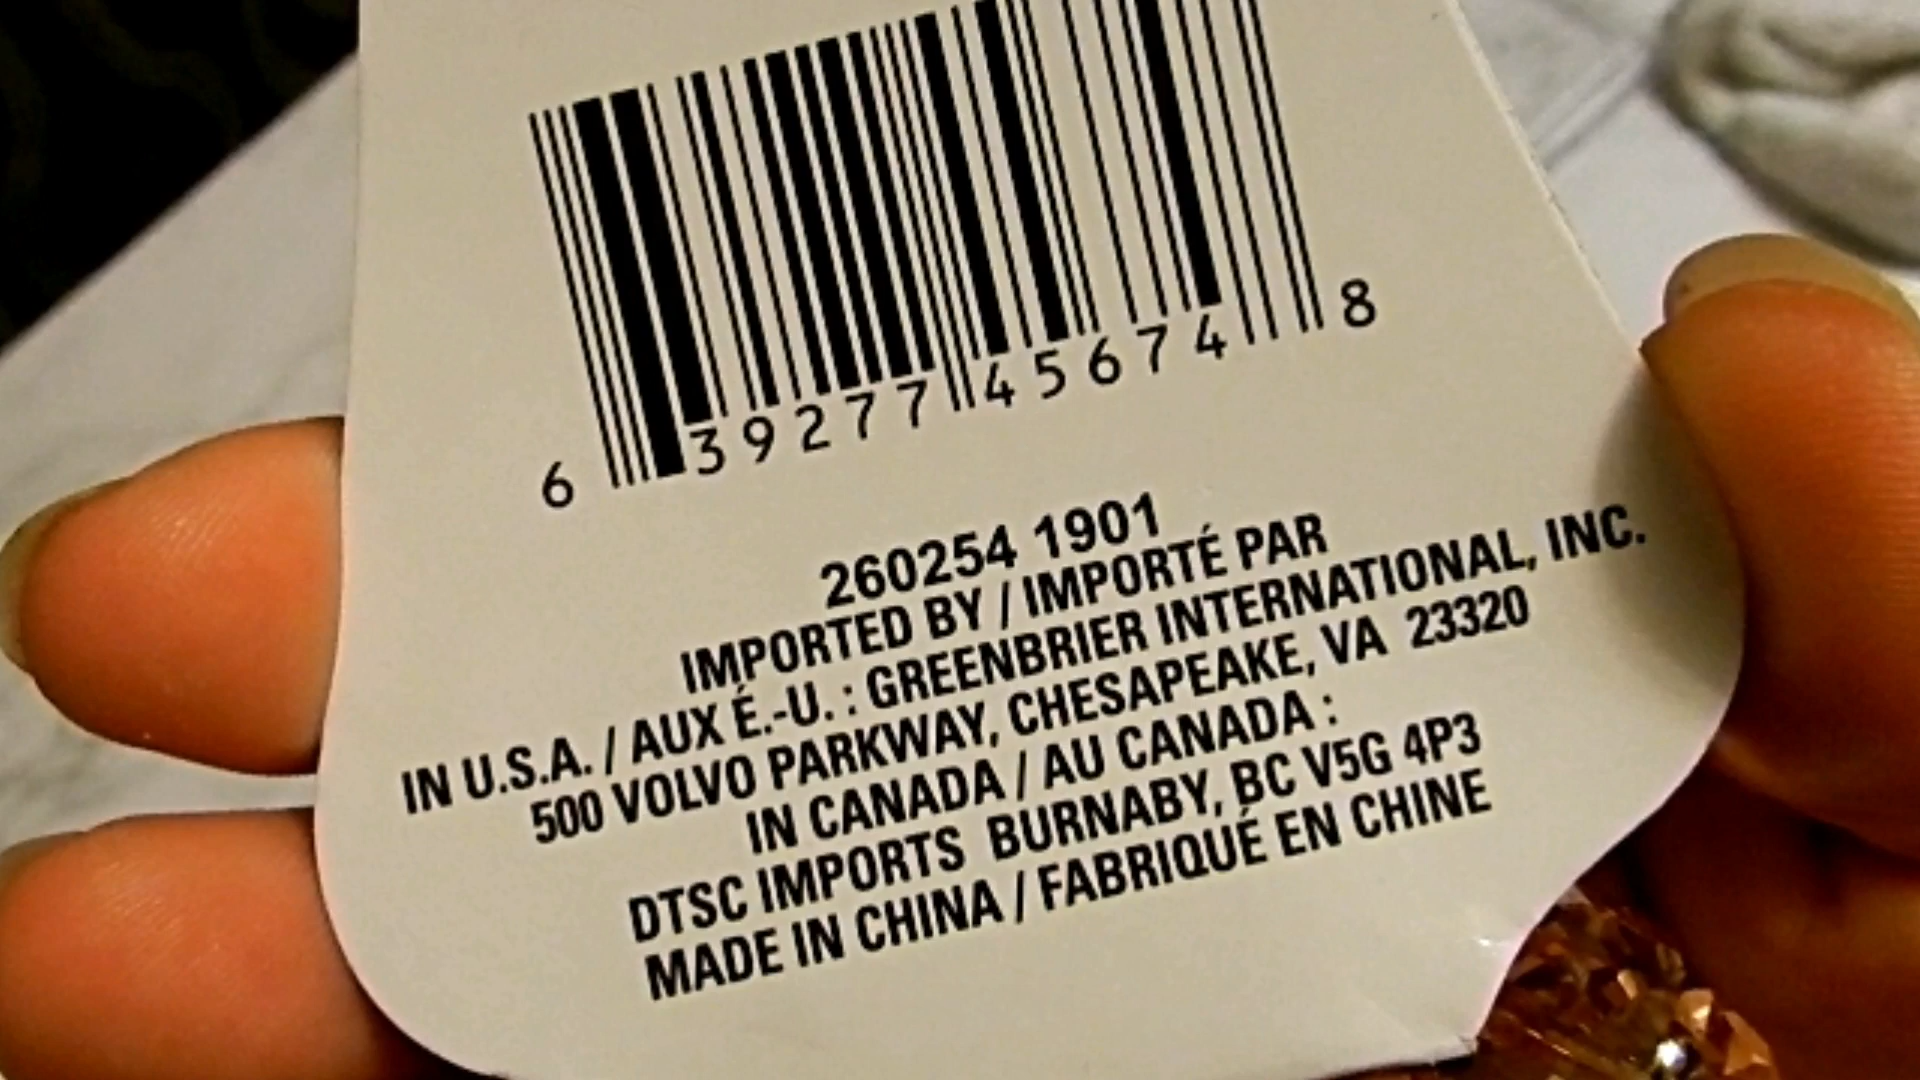 6 39277 45674 8
260254 1901
IMPORTED BY / IMPORTÉ PAR
IN U.S.A. / AUX É.-U. : GREENBRIER INTERNATIONAL, INC.
500 VOLVO PARKWAY, CHESAPEAKE, VA 23320
IN CANADA / AU CANADA :
DTSC IMPORTS BURNABY, BC V5G 4P3
MADE IN CHINA / FABRIQUÉ EN CHINE